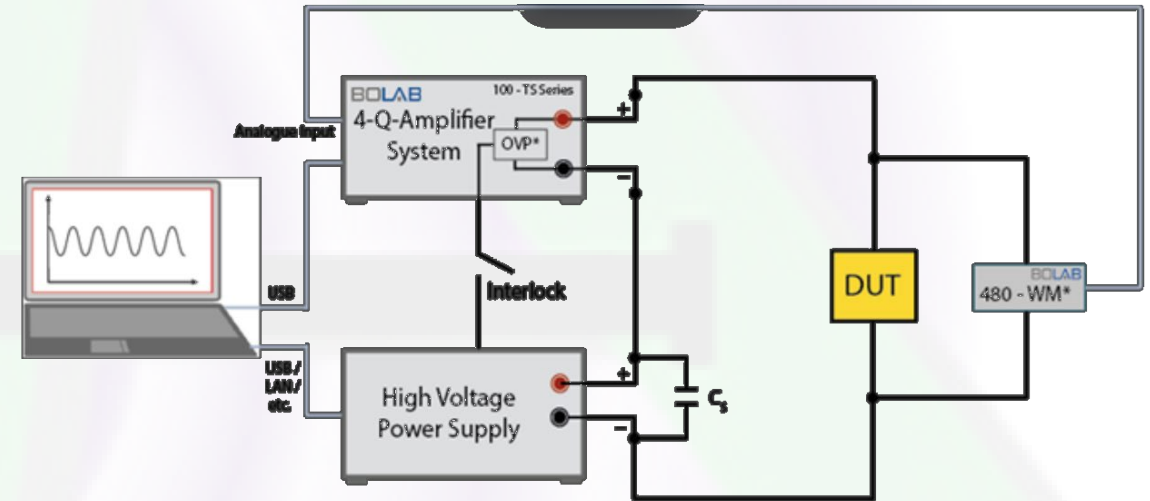 BOLAB
100 - TS Series
4-Q-Amplifier
System
OVP*
+
−
Analogue Input
USB
Interlock
USB /
LAN /
etc.
High Voltage
Power Supply
+
−
Cs
DUT
BOLAB
480 - WM*